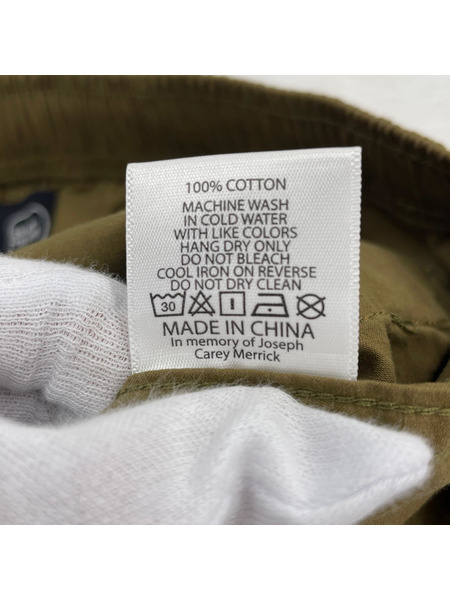 100% COTTON
MACHINE WASH
IN COLD WATER
WITH LIKE COLORS
HANG DRY ONLY
DO NOT BLEACH
COOL IRON ON REVERSE
DO NOT DRY CLEAN
30
MADE IN CHINA
In memory of Joseph
Carey Merrick